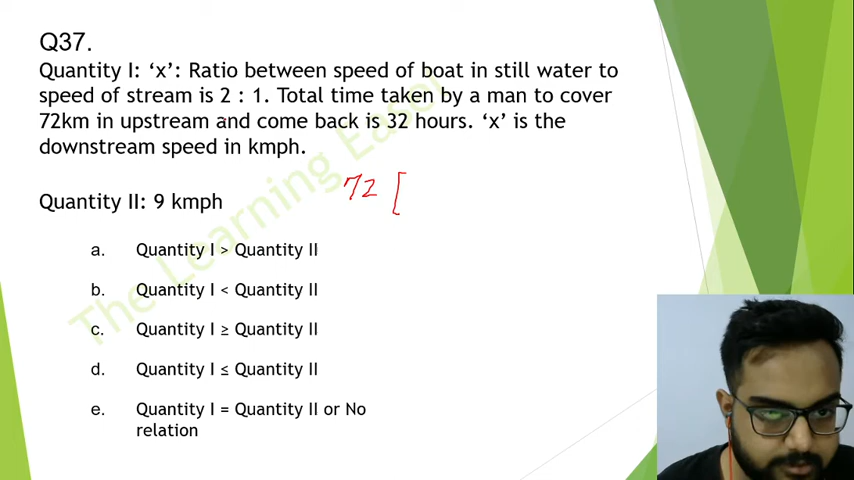 Q37.
Quantity I: ‘x’: Ratio between speed of boat in still water to
speed of stream is 2 : 1. Total time taken by a man to cover
72km in upstream and come back is 32 hours. ‘x’ is the
downstream speed in kmph.
72 [
Quantity II: 9 kmph
a. Quantity I > Quantity II
b. Quantity I < Quantity II
c. Quantity I ≥ Quantity II
d. Quantity I ≤ Quantity II
e. Quantity I = Quantity II or No
relation
The Learning Easor